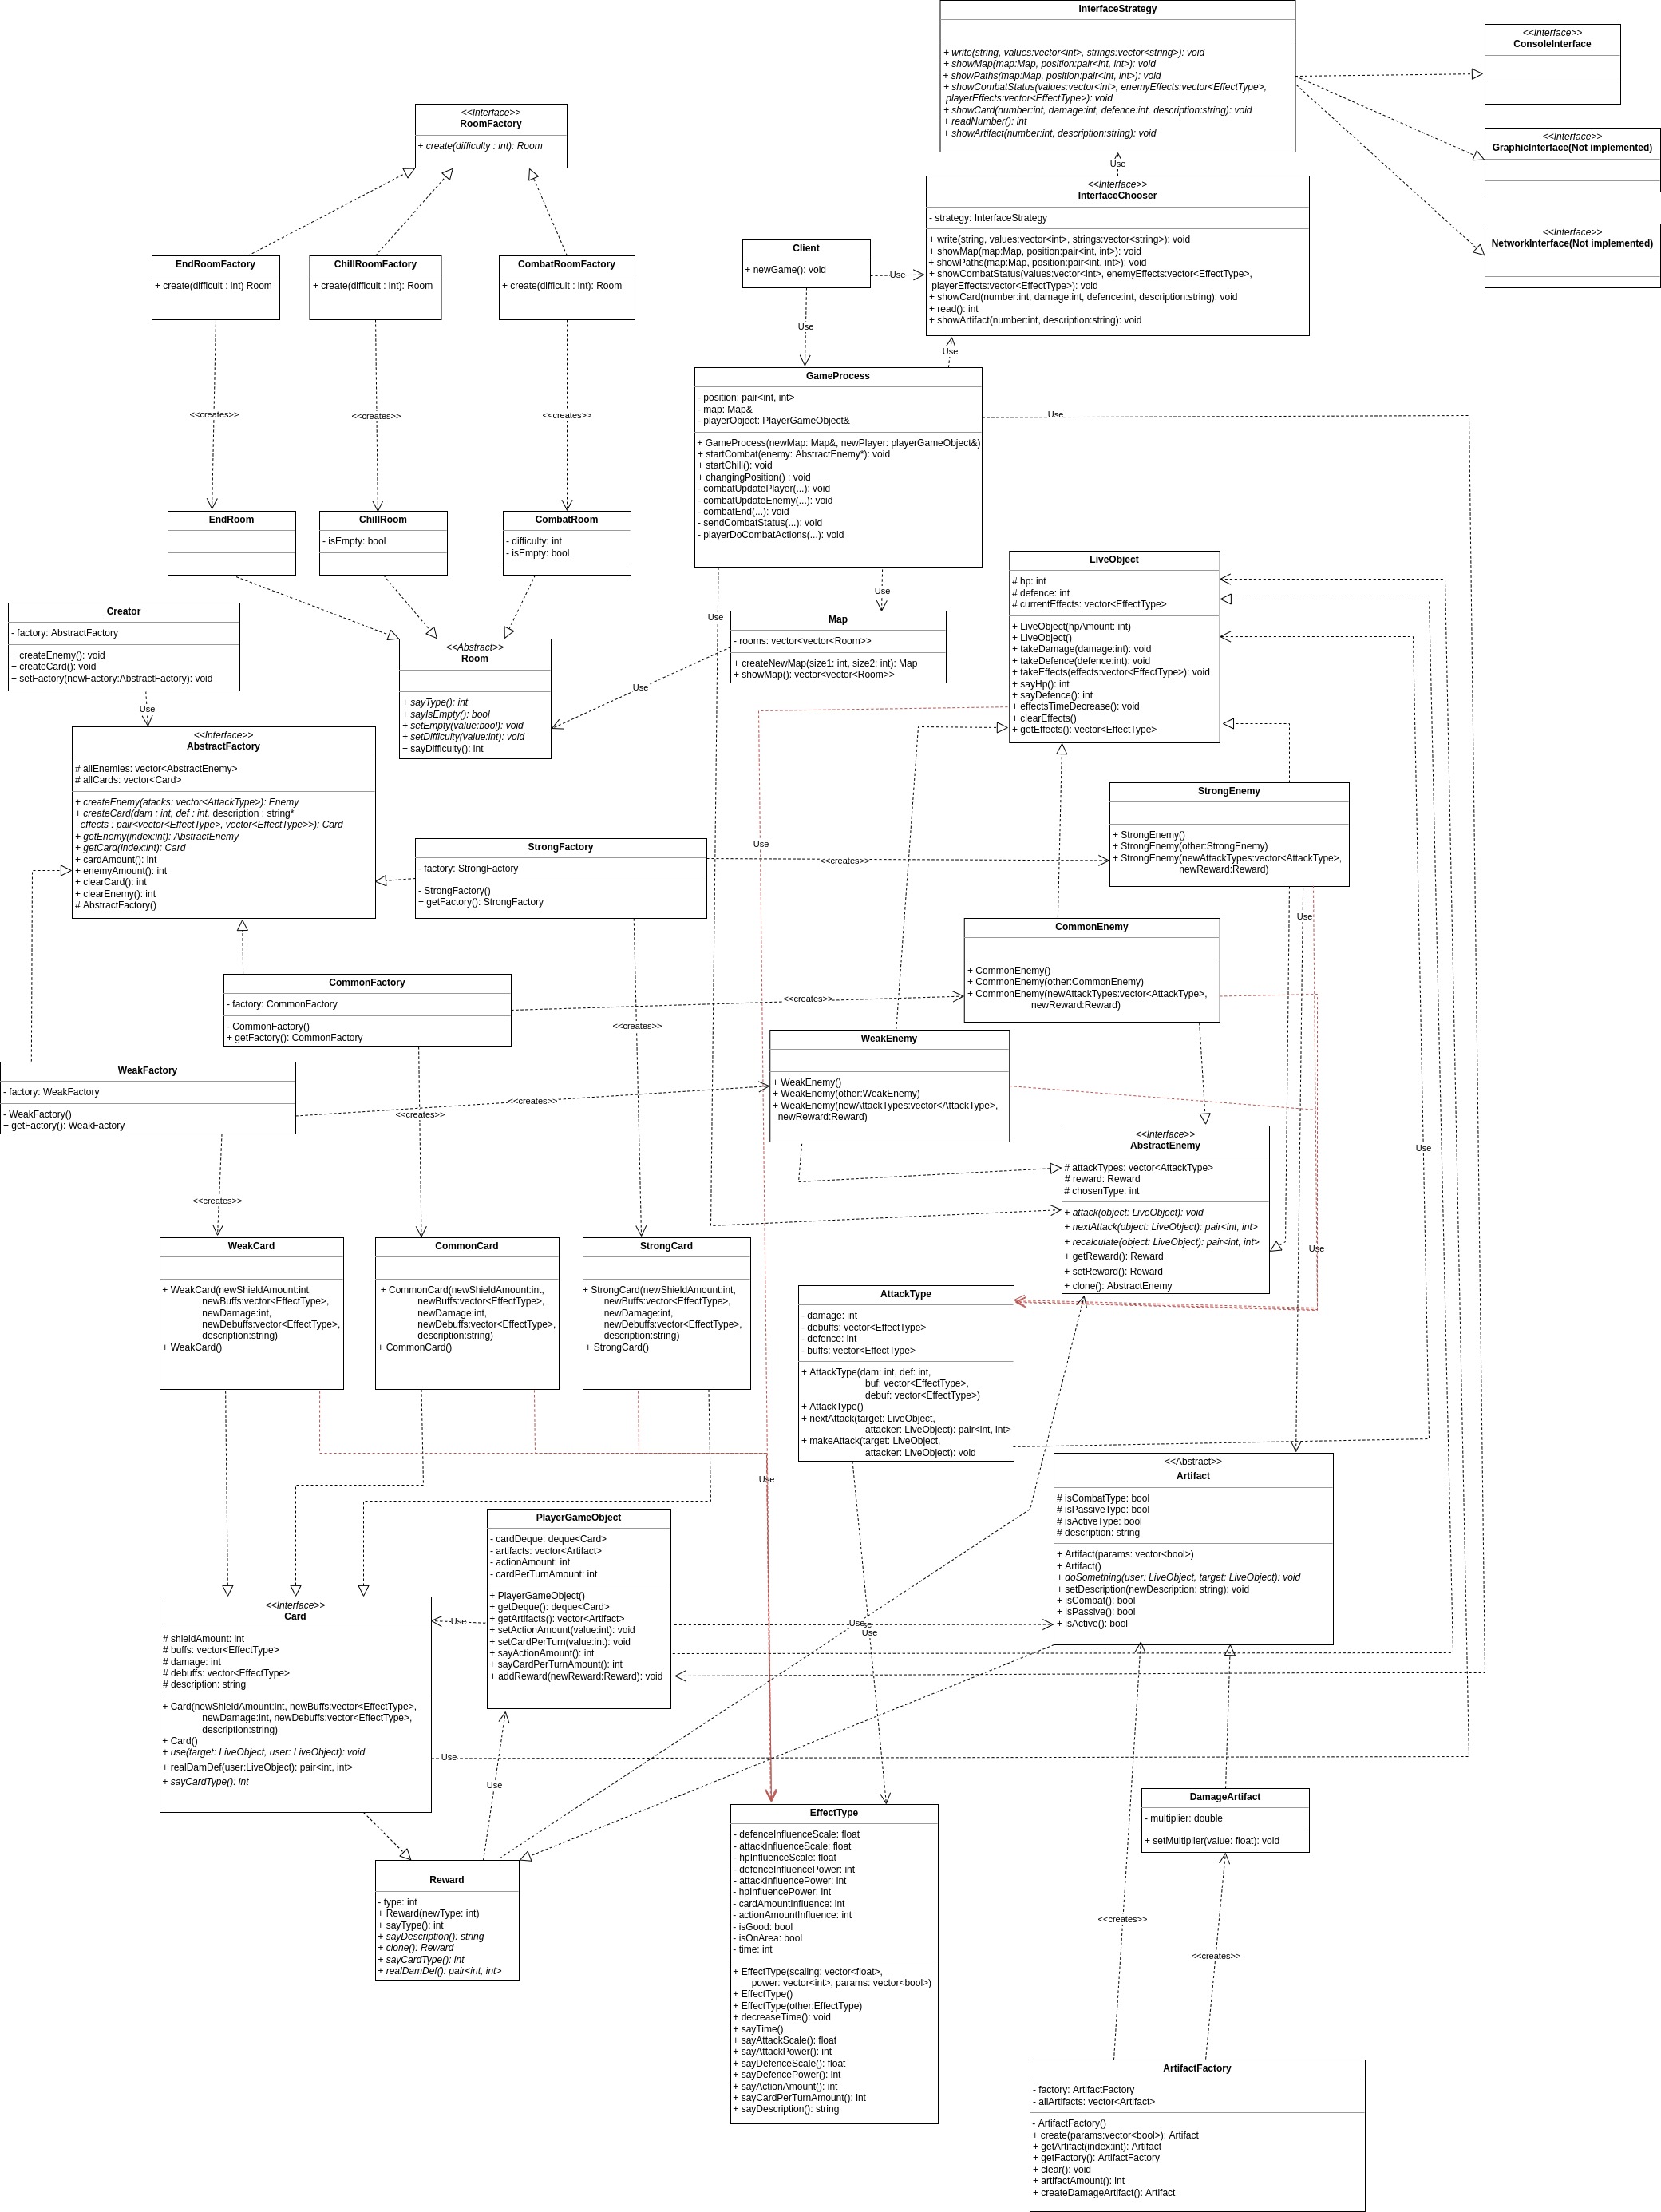 InterfaceStrategy
+ write(string, values:vector<int>, strings:vector<string>): void
+ showMap(map:Map, position:pair<int, int>): void
+ showPaths(map:Map, position:pair<int, int>): void
+ showCombatStatus(values:vector<int>, enemyEffects:vector<EffectType>,
playerEffects:vector<EffectType>): void
+ showCard(number:int, damage:int, defence:int, description:string): void
+ readNumber(): int
+ showArtifact(number:int, description:string): void
<<Interface>>
ConsoleInterface
<<Interface>>
GraphicInterface(Not implemented)
<<Interface>>
NetworkInterface(Not implemented)
Use
<<Interface>>
InterfaceChooser
- strategy: InterfaceStrategy
+ write(string, values:vector<int>, strings:vector<string>): void
+ showMap(map:Map, position:pair<int, int>): void
+ showPaths(map:Map, position:pair<int, int>): void
+ showCombatStatus(values:vector<int>, enemyEffects:vector<EffectType>,
playerEffects:vector<EffectType>): void
+ showCard(number:int, damage:int, defence:int, description:string): void
+ read(): int
+ showArtifact(number:int, description:string): void
<<Interface>>
RoomFactory
+ create(difficulty : int): Room
EndRoomFactory
+ create(difficult : int) Room
ChillRoomFactory
+ create(difficult : int): Room
CombatRoomFactory
+ create(difficult : int): Room
Client
+ newGame(): void
Use
Use
Use
<<creates>>
<<creates>>
<<creates>>
GameProcess
- position: pair<int, int>
- map: Map&
- playerObject: PlayerGameObject&
+ GameProcess(newMap: Map&, newPlayer: playerGameObject&)
+ startCombat(enemy: AbstractEnemy*): void
+ startChill(): void
+ changingPosition() : void
- combatUpdatePlayer(...): void
- combatUpdateEnemy(...): void
- combatEnd(...): void
- sendCombatStatus(...): void
- playerDoCombatActions(...): void
Use
EndRoom
ChillRoom
- isEmpty: bool
CombatRoom
- difficulty: int
- isEmpty: bool
Use
Use
LiveObject
# hp: int
# defence: int
# currentEffects: vector<EffectType>
+ LiveObject(hpAmount: int)
+ LiveObject()
+ takeDamage(damage:int): void
+ takeDefence(defence:int): void
+ takeEffects(effects:vector<EffectType>): void
+ sayHp(): int
+ sayDefence(): int
+ effectsTimeDecrease(): void
+ clearEffects()
+ getEffects(): vector<EffectType>
Creator
- factory: AbstractFactory
+ createEnemy(): void
+ createCard(): void
+ setFactory(newFactory:AbstractFactory): void
Use
<<Abstract>>
Room
+ sayType(): int
+ sayIsEmpty(): bool
+ setEmpty(value:bool): void
+ setDifficulty(value:int): void
+ sayDifficulty(): int
Map
- rooms: vector<vector<Room>>
+ createNewMap(size1: int, size2: int): Map
+ showMap(): vector<vector<Room>>
Use
<<Interface>>
AbstractFactory
# allEnemies: vector<AbstractEnemy>
# allCards: vector<Card>
+ createEnemy(atacks: vector<AttackType>): Enemy
+ createCard(dam : int, def : int, description : string*
effects : pair<vector<EffectType>, vector<EffectType>>): Card
+ getEnemy(index:int): AbstractEnemy
+ getCard(index:int): Card
+ cardAmount(): int
+ enemyAmount(): int
+ clearCard(): int
+ clearEnemy(): int
# AbstractFactory()
StrongFactory
- factory: StrongFactory
- StrongFactory()
+ getFactory(): StrongFactory
Use
<<creates>>
StrongEnemy
+ StrongEnemy()
+ StrongEnemy(other:StrongEnemy)
+ StrongEnemy(newAttackTypes:vector<AttackType>,
newReward:Reward)
Use
CommonFactory
- factory: CommonFactory
- CommonFactory()
+ getFactory(): CommonFactory
<<creates>>
<<creates>>
CommonEnemy
+ CommonEnemy()
+ CommonEnemy(other:CommonEnemy)
+ CommonEnemy(newAttackTypes:vector<AttackType>,
newReward:Reward)
WeakFactory
- factory: WeakFactory
- WeakFactory()
+ getFactory(): WeakFactory
<<creates>>
<<creates>>
<<creates>>
WeakEnemy
+ WeakEnemy()
+ WeakEnemy(other:WeakEnemy)
+ WeakEnemy(newAttackTypes:vector<AttackType>,
newReward:Reward)
<<Interface>>
AbstractEnemy
# attackTypes: vector<AttackType>
# reward: Reward
# chosenType: int
+ attack(object: LiveObject): void
+ nextAttack(object: LiveObject): pair<int, int>
+ recalculate(object: LiveObject): pair<int, int>
+ getReward(): Reward
+ setReward(): Reward
+ clone(): AbstractEnemy
Use
Use
WeakCard
+ WeakCard(newShieldAmount:int,
newBuffs:vector<EffectType>,
newDamage:int,
newDebuffs:vector<EffectType>,
description:string)
+ WeakCard()
CommonCard
+ CommonCard(newShieldAmount:int,
newBuffs:vector<EffectType>,
newDamage:int,
newDebuffs:vector<EffectType>,
description:string)
+ CommonCard()
StrongCard
+ StrongCard(newShieldAmount:int,
newBuffs:vector<EffectType>,
newDamage:int,
newDebuffs:vector<EffectType>,
description:string)
+ StrongCard()
AttackType
- damage: int
- debuffs: vector<EffectType>
- defence: int
- buffs: vector<EffectType>
+ AttackType(dam: int, def: int,
buf: vector<EffectType>,
debuf: vector<EffectType>)
+ AttackType()
+ nextAttack(target: LiveObject,
attacker: LiveObject): pair<int, int>
+ makeAttack(target: LiveObject,
attacker: LiveObject): void
Use
<<Abstract>>
Artifact
# isCombatType: bool
# isPassiveType: bool
# isActiveType: bool
# description: string
+ Artifact(params: vector<bool>)
+ Artifact()
+ doSomething(user: LiveObject, target: LiveObject): void
+ setDescription(newDescription: string): void
+ isCombat(): bool
+ isPassive(): bool
+ isActive(): bool
PlayerGameObject
- cardDeque: deque<Card>
- artifacts: vector<Artifact>
- actionAmount: int
- cardPerTurnAmount: int
+ PlayerGameObject()
+ getDeque(): deque<Card>
+ getArtifacts(): vector<Artifact>
+ setActionAmount(value:int): void
+ setCardPerTurn(value:int): void
+ sayActionAmount(): int
+ sayCardPerTurnAmount(): int
+ addReward(newReward:Reward): void
Use
Use
Use
<<Interface>>
Card
# shieldAmount: int
# buffs: vector<EffectType>
# damage: int
# debuffs: vector<EffectType>
# description: string
+ Card(newShieldAmount:int, newBuffs:vector<EffectType>,
newDamage:int, newDebuffs:vector<EffectType>,
description:string)
+ Card()
+ use(target: LiveObject, user: LiveObject): void
+ realDamDef(user:LiveObject): pair<int, int>
+ sayCardType(): int
Use
Use
Reward
- type: int
+ Reward(newType: int)
+ sayType(): int
+ sayDescription(): string
+ clone(): Reward
+ sayCardType(): int
+ realDamDef(): pair<int, int>
EffectType
- defenceInfluenceScale: float
- attackInfluenceScale: float
- hpInfluenceScale: float
- defenceInfluencePower: int
- attackInfluencePower: int
- hpInfluencePower: int
- cardAmountInfluence: int
- actionAmountInfluence: int
- isGood: bool
- isOnArea: bool
- time: int
+ EffectType(scaling: vector<float>,
power: vector<int>, params: vector<bool>)
+ EffectType()
+ EffectType(other:EffectType)
+ decreaseTime(): void
+ sayTime()
+ sayAttackScale(): float
+ sayAttackPower(): int
+ sayDefenceScale(): float
+ sayDefencePower(): int
+ sayActionAmount(): int
+ sayCardPerTurnAmount(): int
+ sayDescription(): string
DamageArtifact
- multiplier: double
+ setMultiplier(value: float): void
<<creates>>
<<creates>>
ArtifactFactory
- factory: ArtifactFactory
- allArtifacts: vector<Artifact>
- ArtifactFactory()
+ create(params:vector<bool>): Artifact
+ getArtifact(index:int): Artifact
+ getFactory(): ArtifactFactory
+ clear(): void
+ artifactAmount(): int
+ createDamageArtifact(): Artifact